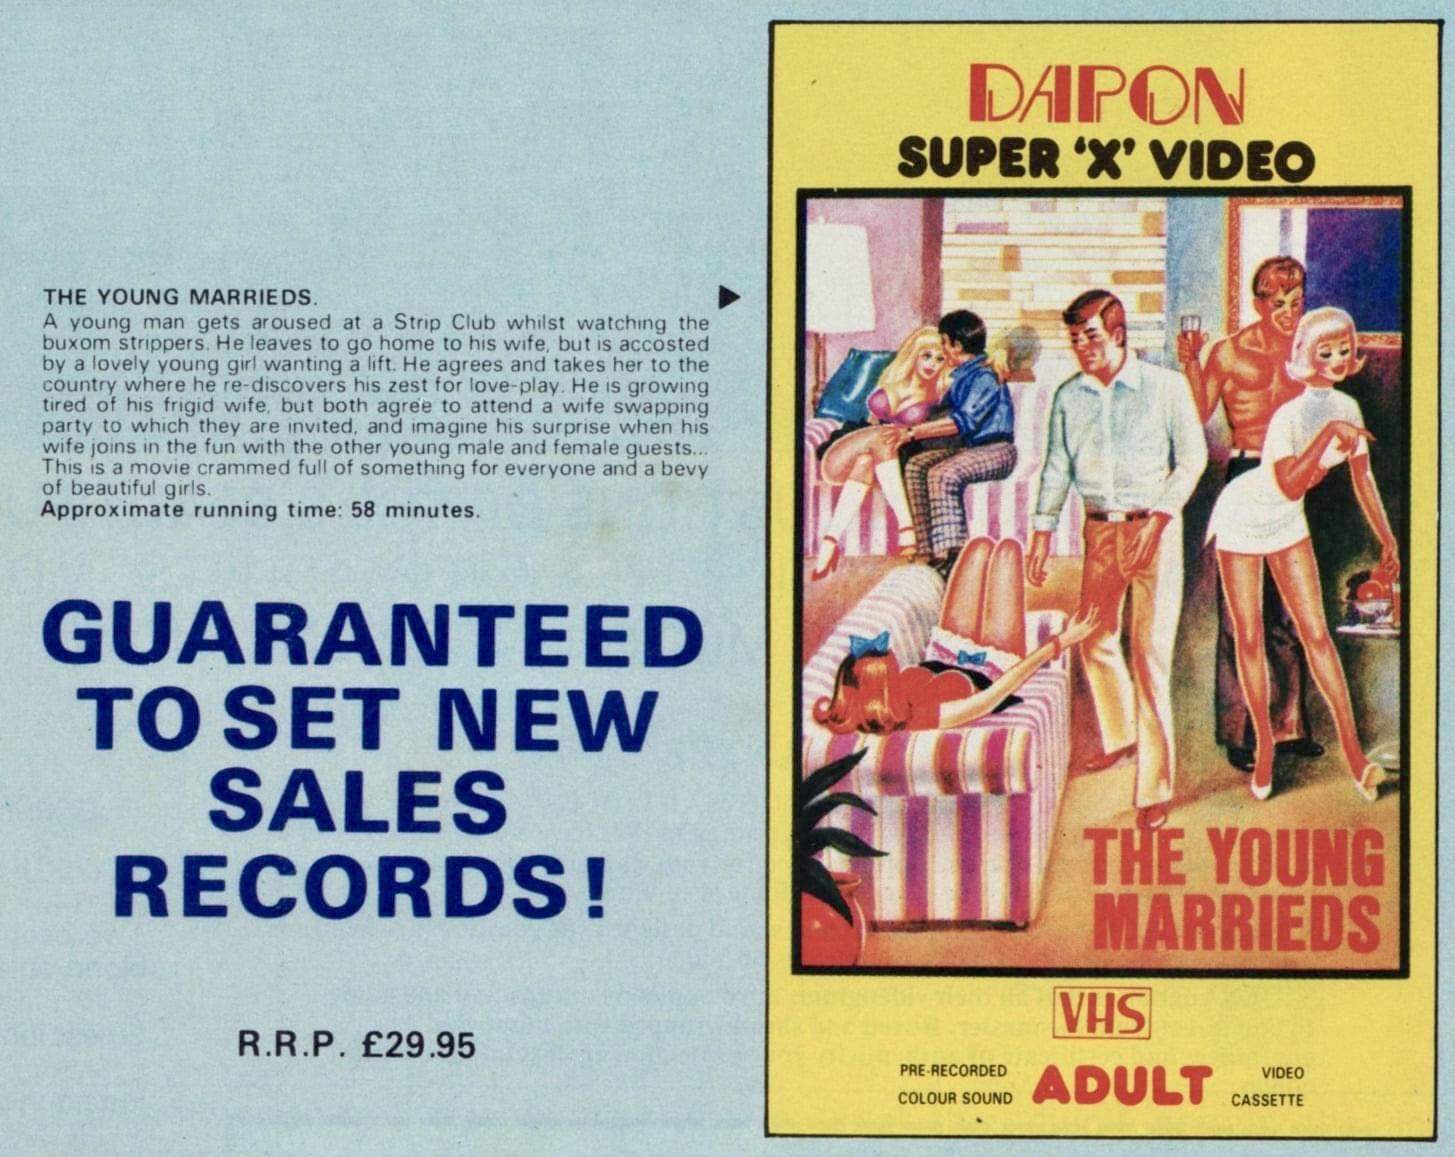 THE YOUNG MARRIEDS.
A young man gets aroused at a Strip Club whilst watching the
buxom strippers. He leaves to go home to his wife, but is accosted
by a lovely young girl wanting a lift. He agrees and takes her to the
country where he re-discovers his zest for love-play. He is growing
tired of his frigid wife, but both agree to attend a wife swapping
party to which they are invited, and imagine his surprise when his
wife joins in the fun with the other young male and female guests...
This is a movie crammed full of something for everyone and a bevy
of beautiful girls.
Approximate running time: 58 minutes.
GUARANTEED
TO SET NEW
SALES
RECORDS!
R.R.P. £29.95
DAPON
SUPER ‘X’ VIDEO
THE YOUNG
MARRIEDS
VHS
PRE-RECORDED
COLOUR SOUND
ADULT
VIDEO
CASSETTE